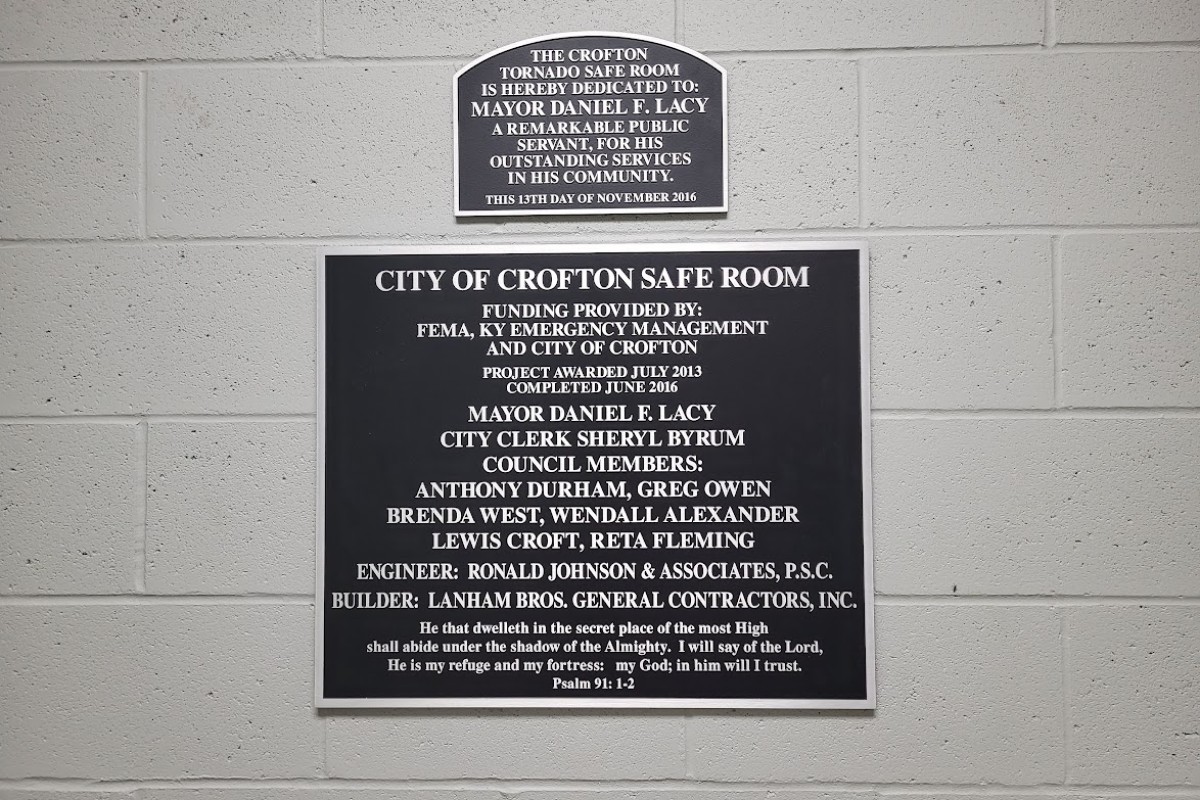 THE CROFTON
TORNADO SAFE ROOM
IS HEREBY DEDICATED TO:
MAYOR DANIEL F. LACY
A REMARKABLE PUBLIC
SERVANT, FOR HIS
OUTSTANDING SERVICES
IN HIS COMMUNITY.
THIS 13TH DAY OF NOVEMBER 2016
CITY OF CROFTON SAFE ROOM
FUNDING PROVIDED BY:
FEMA, KY EMERGENCY MANAGEMENT
AND CITY OF CROFTON
PROJECT AWARDED JULY 2013
COMPLETED JUNE 2016
MAYOR DANIEL F. LACY
CITY CLERK SHERYL BYRUM
COUNCIL MEMBERS:
ANTHONY DURHAM, GREG OWEN
BRENDA WEST, WENDALL ALEXANDER
LEWIS CROFT, RETA FLEMING
ENGINEER: RONALD JOHNSON & ASSOCIATES, P.S.C.
BUILDER: LANHAM BROS. GENERAL CONTRACTORS, INC.
He that dwelleth in the secret place of the most High
shall abide under the shadow of the Almighty. I will say of the Lord,
He is my refuge and my fortress: my God; in him will I trust.
Psalm 91: 1-2